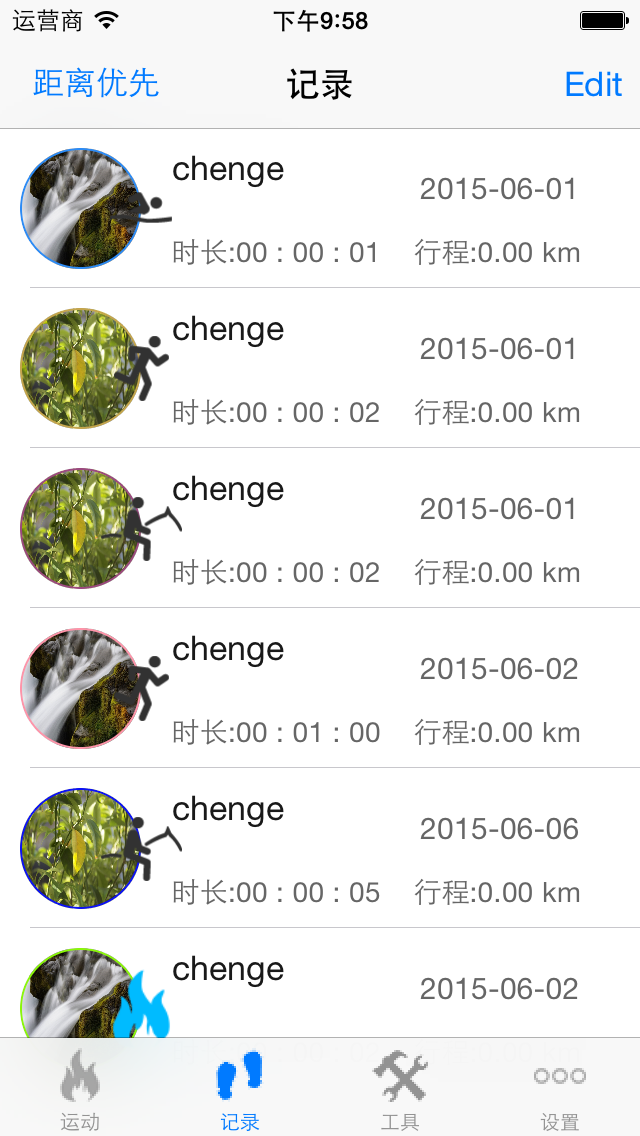 运营商 下午9:58
距离优先 记录 Edit
chenge
2015-06-01
时长:00 : 00 : 01 行程:0.00 km
chenge
2015-06-01
时长:00 : 00 : 02 行程:0.00 km
chenge
2015-06-01
时长:00 : 00 : 02 行程:0.00 km
chenge
2015-06-02
时长:00 : 01 : 00 行程:0.00 km
chenge
2015-06-06
时长:00 : 00 : 05 行程:0.00 km
chenge
2015-06-02
运动 记录 工具 设置